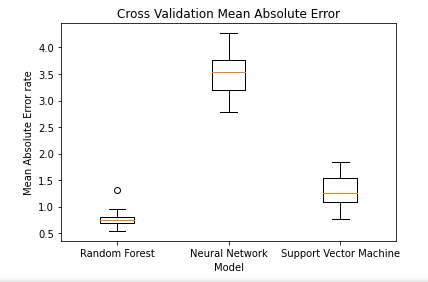 Cross Validation Mean Absolute Error
4.0
3.5
3.0
2.5
2.0
1.5
1.0
0.5
Mean Absolute Error rate
Random Forest Neural Network Support Vector Machine
Model